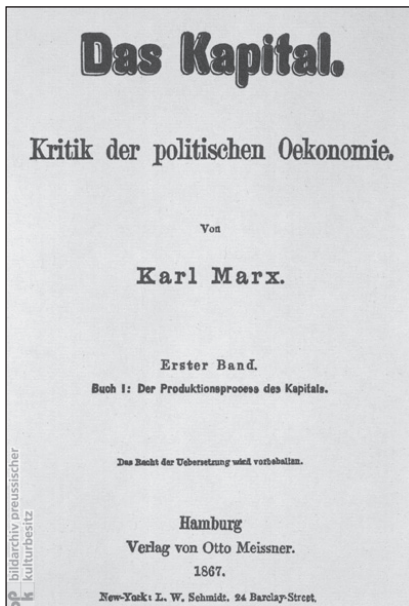 Das Kapital.
Kritik der politischen Oekonomie.
Von
Karl Marx.
Erster Band.
Buch I: Der Produktionsprocess des Kapitals.
Das Recht der Uebersetzung wird vorbehalten.
Hamburg
Verlag von Otto Meissner.
1867.
New-York: L. W. Schmidt. 24 Barclay-Street.
bildarchiv preussischer
kulturbesitz